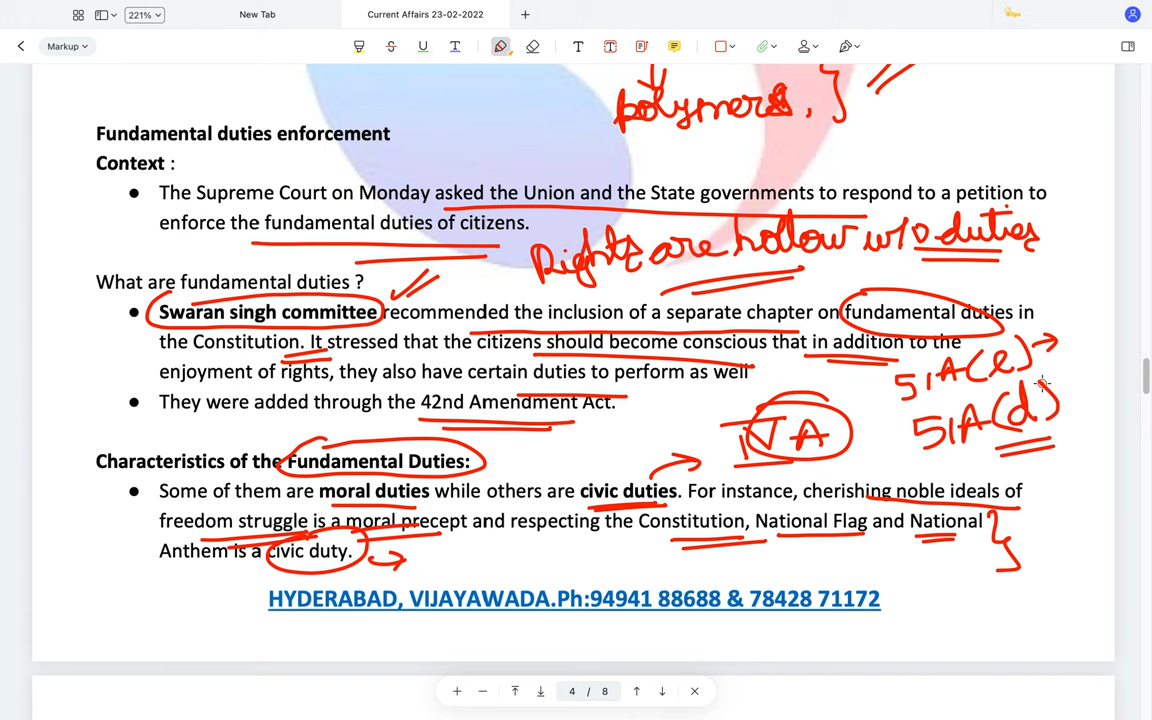 221%
New Tab
Current Affairs 23-02-2022
Markup
polymers.
Fundamental duties enforcement
Context :
● The Supreme Court on Monday asked the Union and the State governments to respond to a petition to
enforce the fundamental duties of citizens.
Rights are hollow w/o duties
What are fundamental duties ?
● Swaran singh committee recommended the inclusion of a separate chapter on fundamental duties in
the Constitution. It stressed that the citizens should become conscious that in addition to the
enjoyment of rights, they also have certain duties to perform as well
51A(e)
● They were added through the 42nd Amendment Act.
51A(d)
IV A
Characteristics of the Fundamental Duties:
● Some of them are moral duties while others are civic duties. For instance, cherishing noble ideals of
freedom struggle is a moral precept and respecting the Constitution, National Flag and National
Anthem is a civic duty.
HYDERABAD, VIJAYAWADA.Ph:94941 88688 & 78428 71172
4 / 8